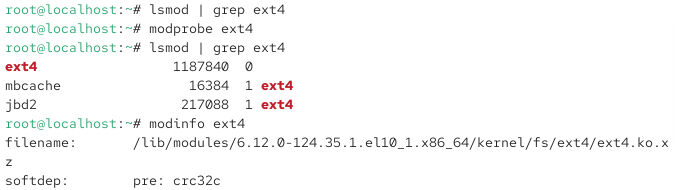 root@localhost:~# lsmod | grep ext4
root@localhost:~# modprobe ext4
root@localhost:~# lsmod | grep ext4
ext4                 1187840  0
mbcache                16384  1 ext4
jbd2                  217088  1 ext4
root@localhost:~# modinfo ext4
filename:       /lib/modules/6.12.0-124.35.1.el10_1.x86_64/kernel/fs/ext4/ext4.ko.x
z
softdep:        pre: crc32c